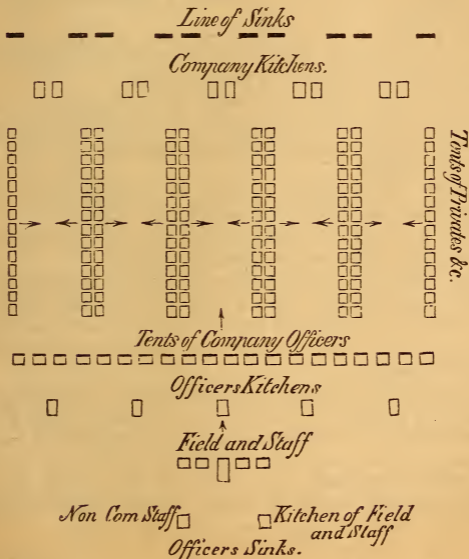 Line of Sinks
Company Kitchens.
Tents of Privates &c.
Tents of Company Officers
Officers Kitchens
Field and Staff
Non Com Staff
Kitchen of Field
and Staff
Officers Sinks.